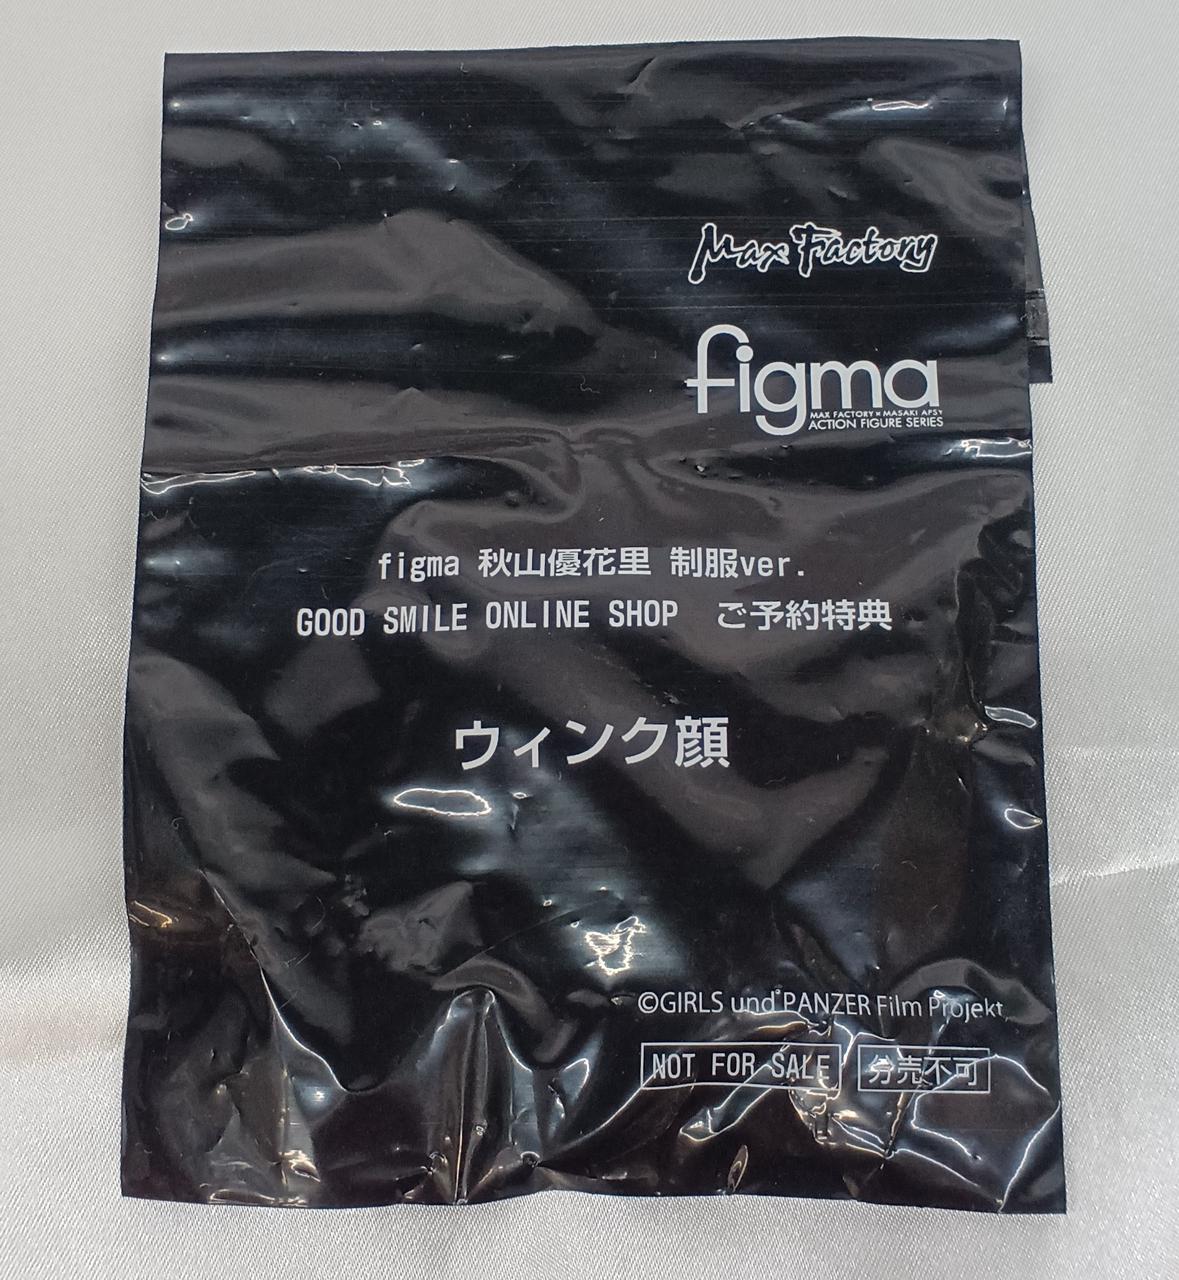 Max Factory
figma
MAX FACTORY × MASAKI APSY
ACTION FIGURE SERIES
figma 秋山優花里 制服ver.
GOOD SMILE ONLINE SHOP ご予約特典
ウィンク顔
©GIRLS und PANZER Film Projekt
NOT FOR SALE 分売不可